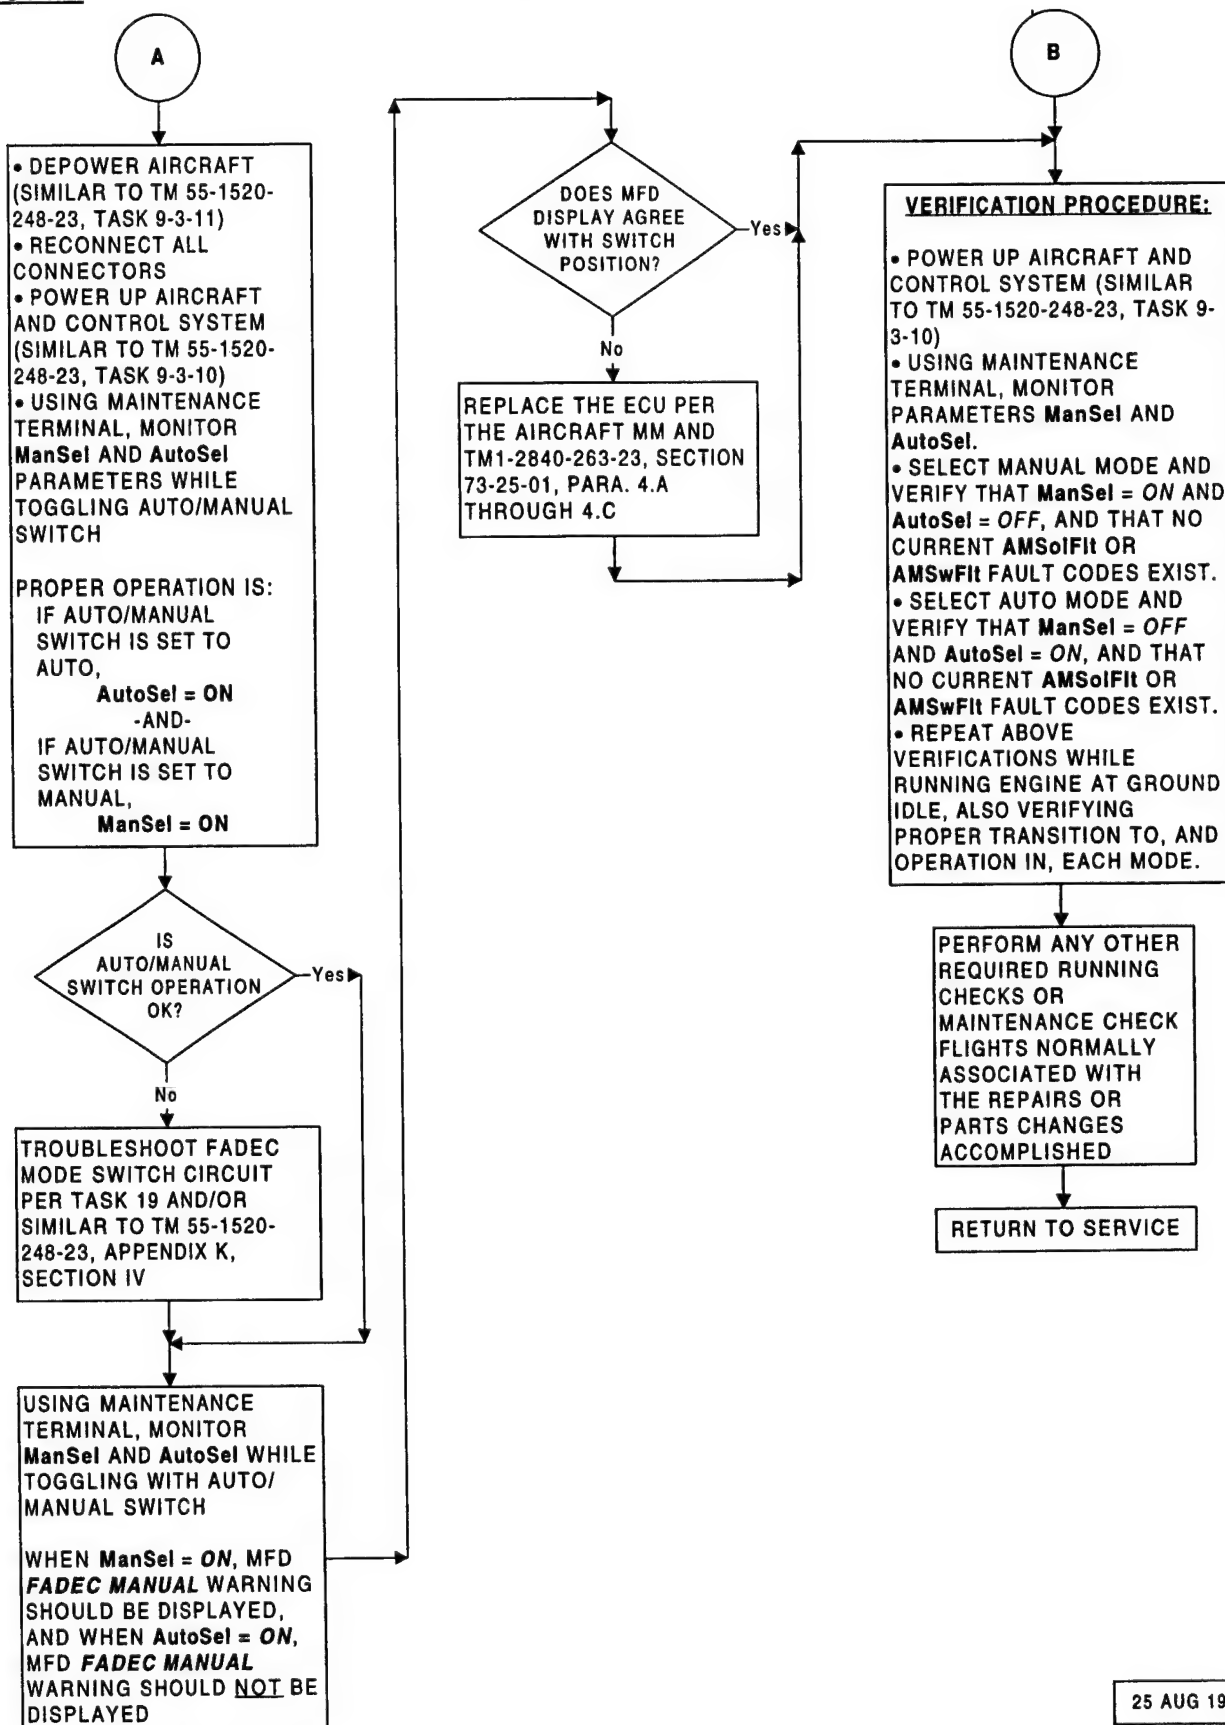 A
• DEPOWER AIRCRAFT
(SIMILAR TO TM 55-1520-
248-23, TASK 9-3-11)
• RECONNECT ALL
CONNECTORS
• POWER UP AIRCRAFT
AND CONTROL SYSTEM
(SIMILAR TO TM 55-1520-
248-23, TASK 9-3-10)
• USING MAINTENANCE
TERMINAL, MONITOR
ManSel AND AutoSel
PARAMETERS WHILE
TOGGLING AUTO/MANUAL
SWITCH
PROPER OPERATION IS:
IF AUTO/MANUAL
SWITCH IS SET TO
AUTO,
AutoSel = ON
-AND-
IF AUTO/MANUAL
SWITCH IS SET TO
MANUAL,
ManSel = ON
IS
AUTO/MANUAL
SWITCH OPERATION
OK?
Yes
No
TROUBLESHOOT FADEC
MODE SWITCH CIRCUIT
PER TASK 19 AND/OR
SIMILAR TO TM 55-1520-
248-23, APPENDIX K,
SECTION IV
USING MAINTENANCE
TERMINAL, MONITOR
ManSel AND AutoSel WHILE
TOGGLING WITH AUTO/
MANUAL SWITCH
WHEN ManSel = ON, MFD
FADEC MANUAL WARNING
SHOULD BE DISPLAYED,
AND WHEN AutoSel = ON,
MFD FADEC MANUAL
WARNING SHOULD NOT BE
DISPLAYED
DOES MFD
DISPLAY AGREE
WITH SWITCH
POSITION?
Yes
No
REPLACE THE ECU PER
THE AIRCRAFT MM AND
TM1-2840-263-23, SECTION
73-25-01, PARA. 4.A
THROUGH 4.C
B
VERIFICATION PROCEDURE:
• POWER UP AIRCRAFT AND
CONTROL SYSTEM (SIMILAR
TO TM 55-1520-248-23, TASK 9-
3-10)
• USING MAINTENANCE
TERMINAL, MONITOR
PARAMETERS ManSel AND
AutoSel.
• SELECT MANUAL MODE AND
VERIFY THAT ManSel = ON AND
AutoSel = OFF, AND THAT NO
CURRENT AMSolFlt OR
AMSwFlt FAULT CODES EXIST.
• SELECT AUTO MODE AND
VERIFY THAT ManSel = OFF
AND AutoSel = ON, AND THAT
NO CURRENT AMSolFlt OR
AMSwFlt FAULT CODES EXIST.
• REPEAT ABOVE
VERIFICATIONS WHILE
RUNNING ENGINE AT GROUND
IDLE, ALSO VERIFYING
PROPER TRANSITION TO, AND
OPERATION IN, EACH MODE.
PERFORM ANY OTHER
REQUIRED RUNNING
CHECKS OR
MAINTENANCE CHECK
FLIGHTS NORMALLY
ASSOCIATED WITH
THE REPAIRS OR
PARTS CHANGES
ACCOMPLISHED
RETURN TO SERVICE
25 AUG 19